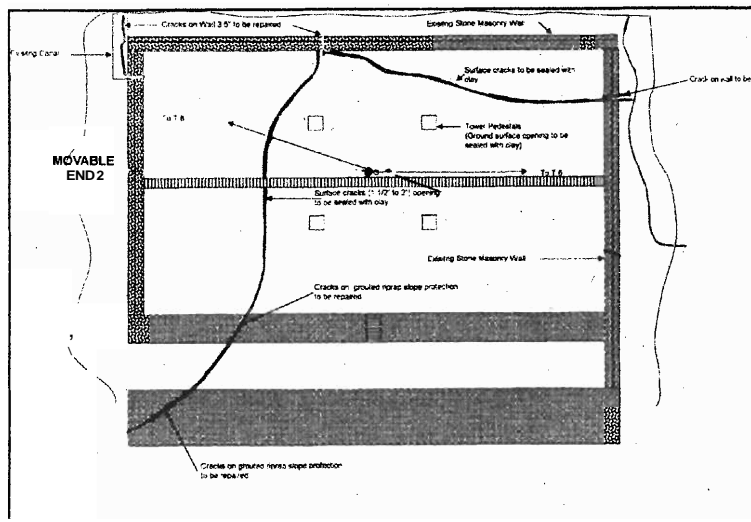 Cracks on Wall 3.5" to be repaired
Existing Stone Masonry Wall
Existing Canal
Surface cracks to be sealed with
clay
Crack on wall to be
To T.8
Tower Pedestals
(Ground surface opening to be
sealed with clay)
MOVABLE
END 2
To T.6
Surface cracks (1 1/2" to 3") opening
to be sealed with clay
Existing Stone Masonry Wall
Cracks on grouted riprap slope protection
to be repaired
Cracks on grouted riprap slope protection
to be repaired